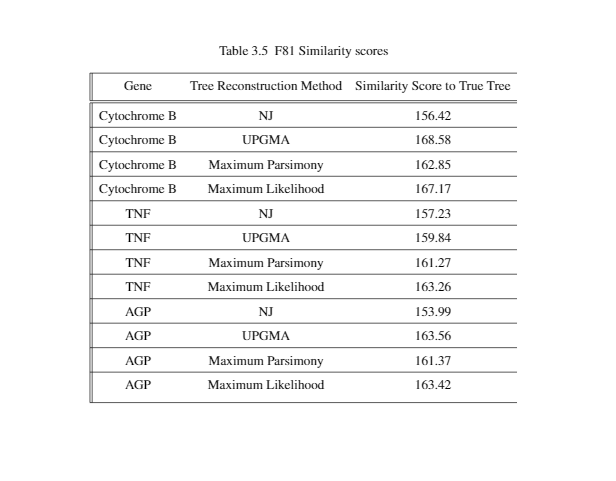 Table 3.5 F81 Similarity scores
Gene Tree Reconstruction Method Similarity Score to True Tree
Cytochrome B NJ 156.42
Cytochrome B UPGMA 168.58
Cytochrome B Maximum Parsimony 162.85
Cytochrome B Maximum Likelihood 167.17
TNF NJ 157.23
TNF UPGMA 159.84
TNF Maximum Parsimony 161.27
TNF Maximum Likelihood 163.26
AGP NJ 153.99
AGP UPGMA 163.56
AGP Maximum Parsimony 161.37
AGP Maximum Likelihood 163.42